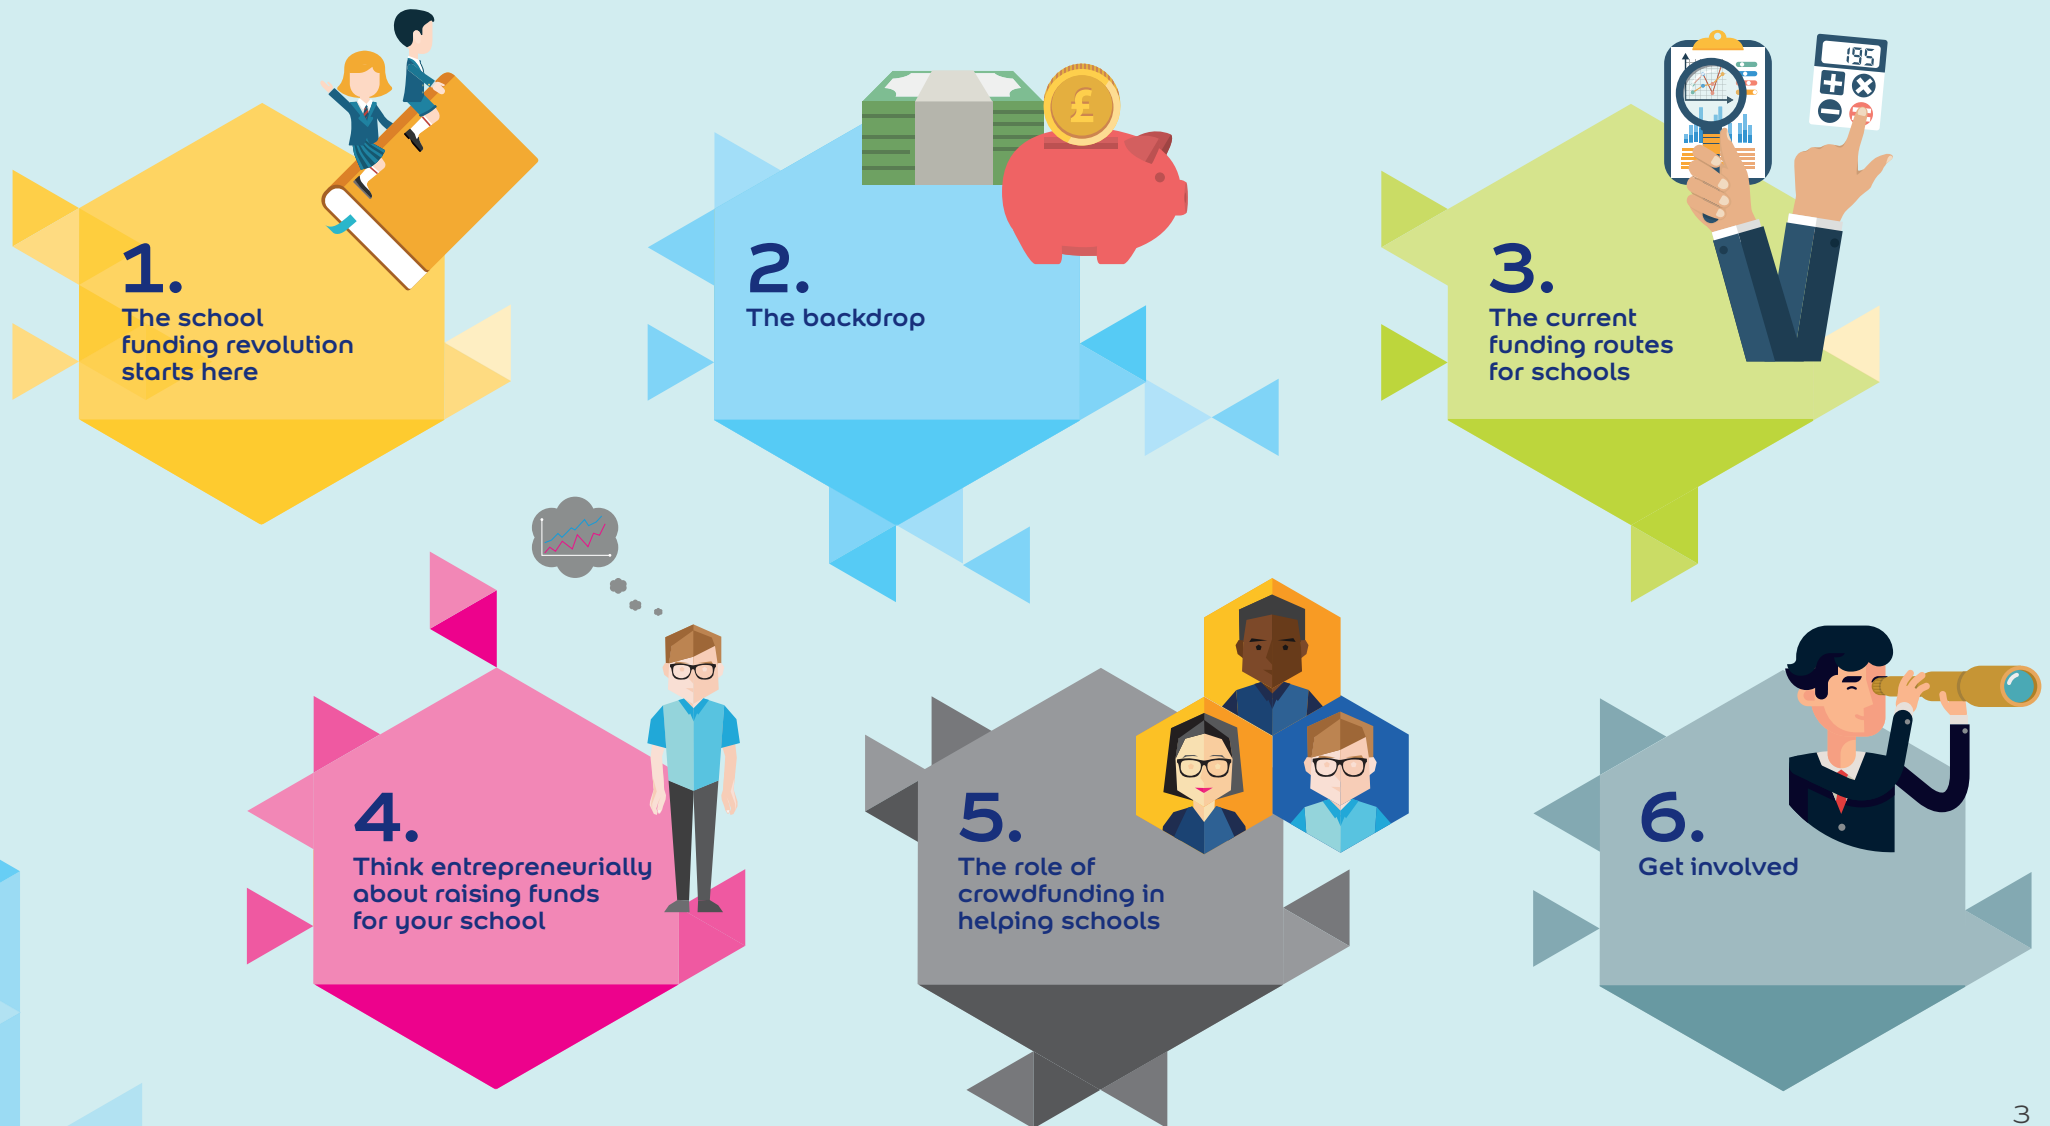 1.
The school
funding revolution
starts here
£
2.
The backdrop
195
3.
The current
funding routes
for schools
4.
Think entrepreneurially
about raising funds
for your school
5.
The role of
crowdfunding in
helping schools
6.
Get involved
3